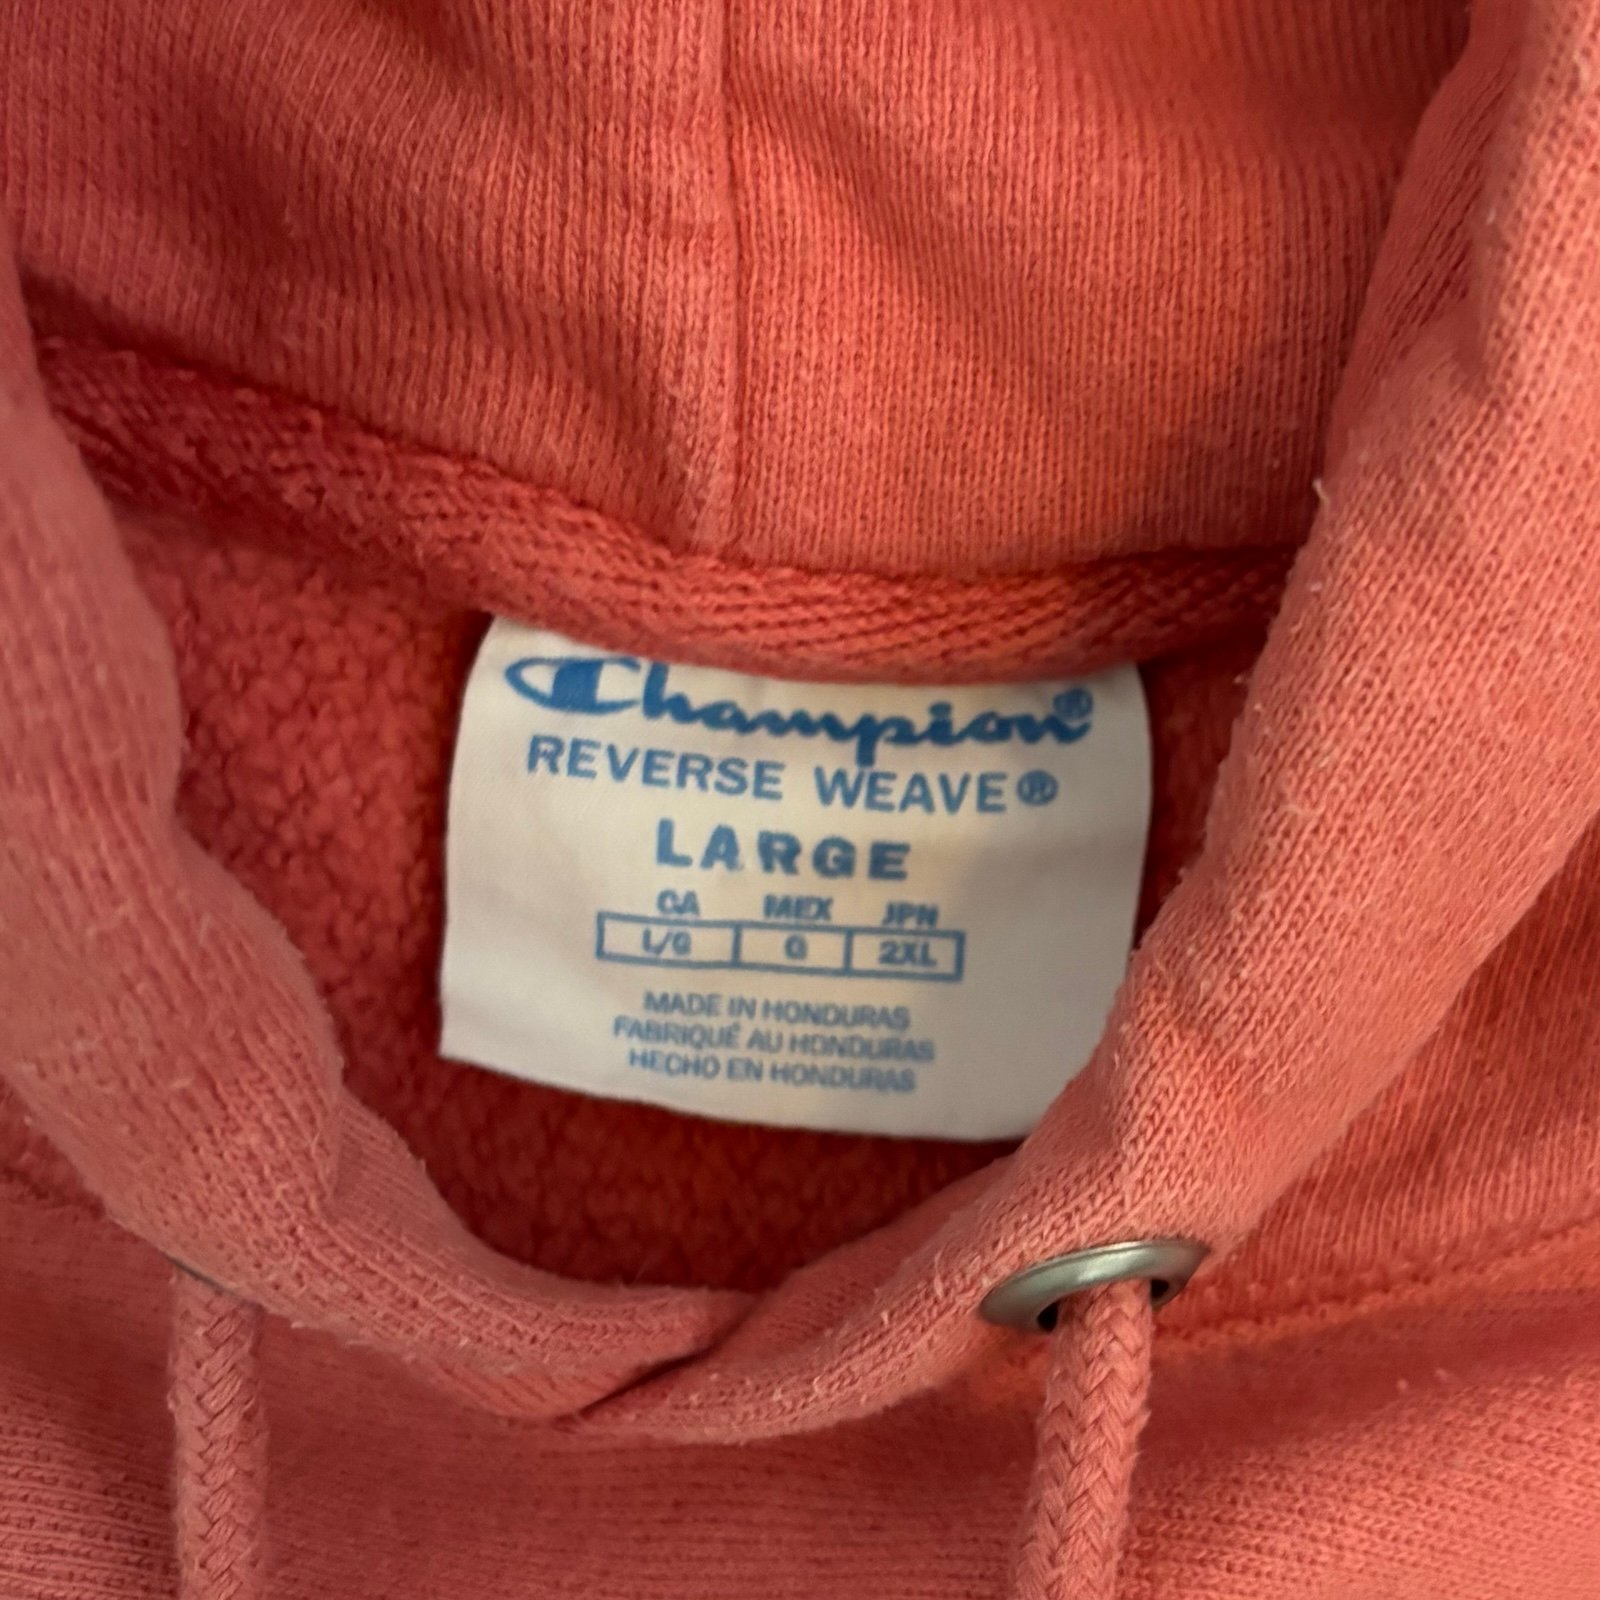 Champion®
REVERSE WEAVE®
LARGE
CA MEX JPN
L/G G 2XL
MADE IN HONDURAS
FABRIQUÉ AU HONDURAS
HECHO EN HONDURAS